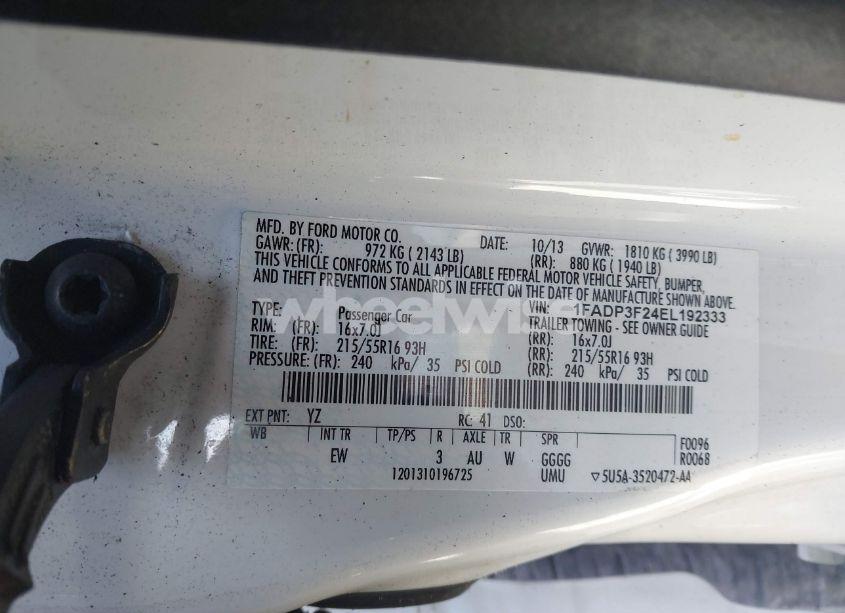 MFD. BY FORD MOTOR CO. DATE: 10/13 GVWR: 1810 KG ( 3990 LB)
GAWR: (FR) 972 KG ( 2143 LB) (RR): 880 KG ( 1940 LB)
THIS VEHICLE CONFORMS TO ALL APPLICABLE FEDERAL MOTOR VEHICLE SAFETY, BUMPER,
AND THEFT PREVENTION STANDARDS IN EFFECT ON THE DATE OF MANUFACTURE SHOWN ABOVE.
VIN: 1FADP3F24EL192333
TYPE: Passenger Car TRAILER TOWING - SEE OWNER GUIDE
RIM: (FR) 16x7.0J (RR): 16x7.0J
TIRE: (FR) 215/55R16 93H (RR): 215/55R16 93H
PRESSURE: (FR) 240 kPa/ 35 PSI COLD (RR): 240 kPa/ 35 PSI COLD
wheelwise
EXT PNT: YZ RC: 41 DSO:
WB INT TR TP/PS R AXLE TR SPR F0096
EW 3 AU W GGGG R0068
1201310196725 UMU ▽5U5A-3520472-AA